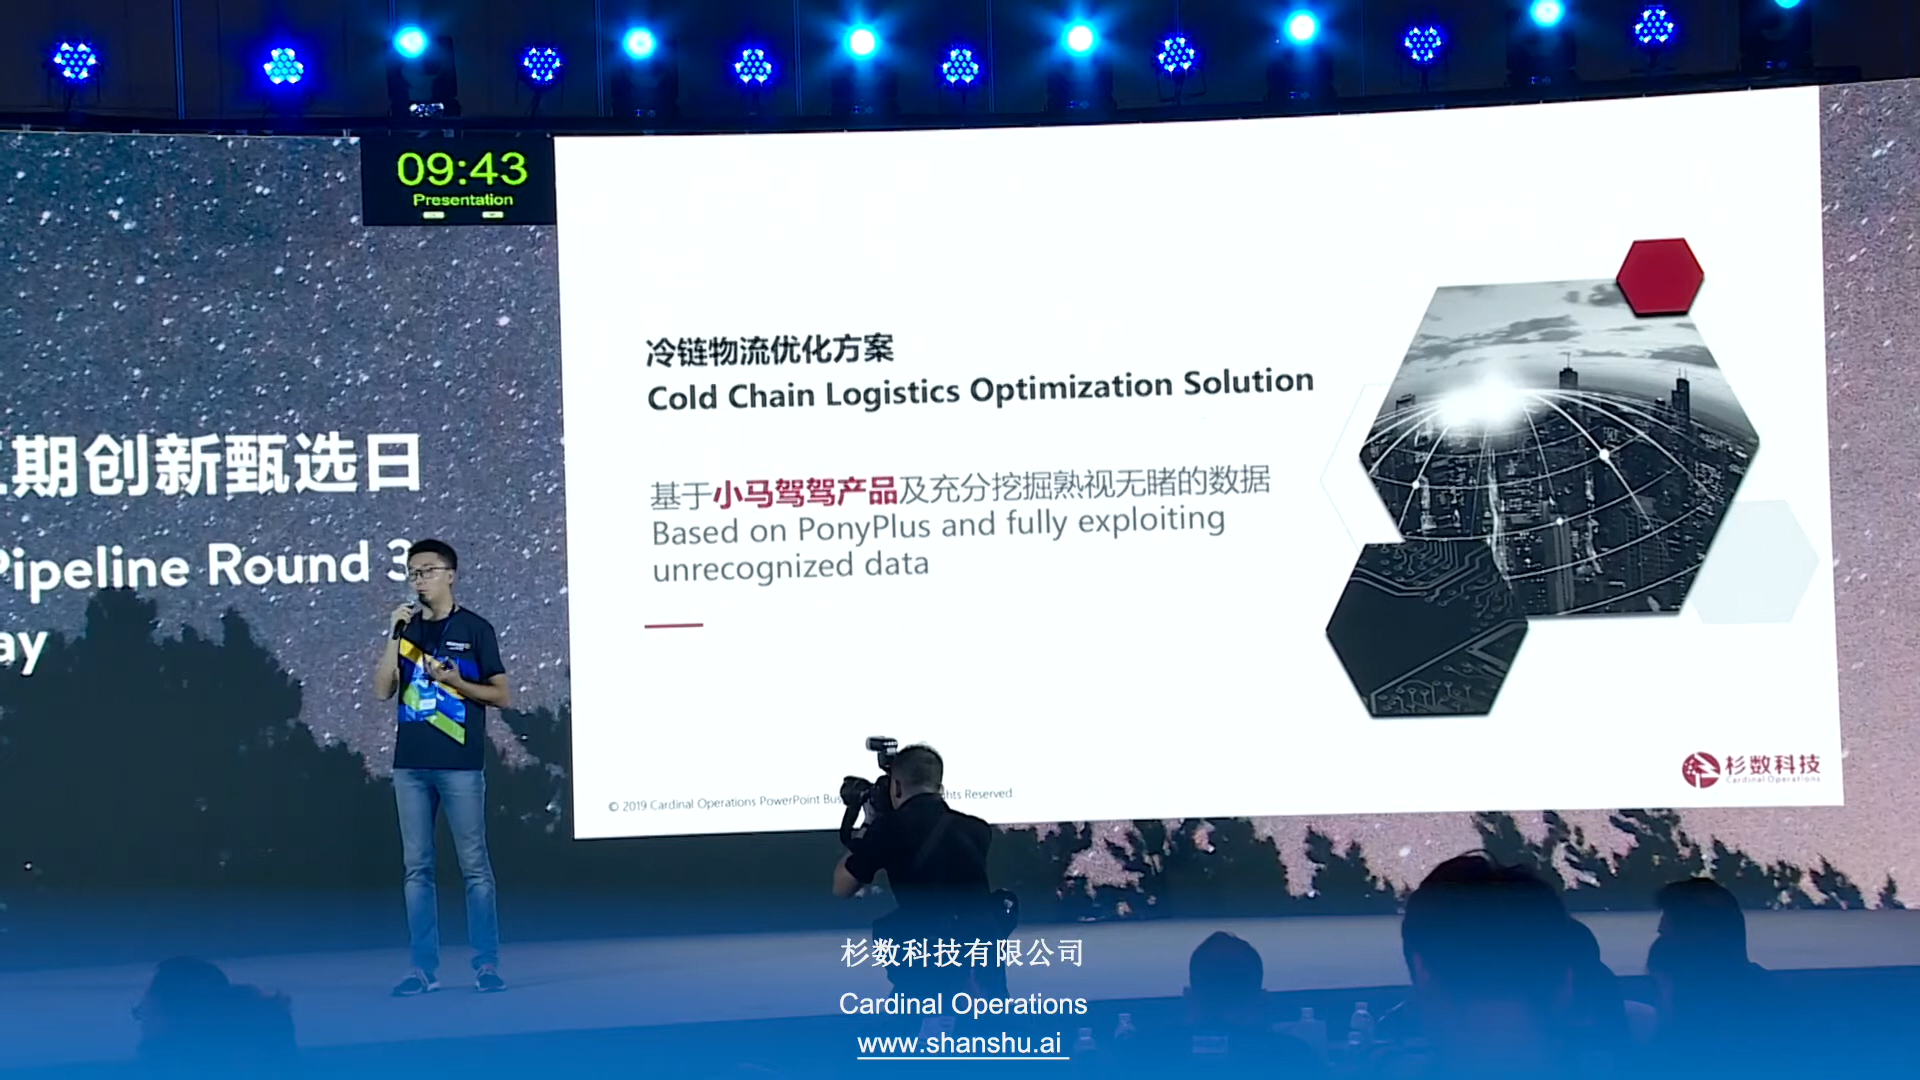 09:43
Presentation
期创新甄选日
Pipeline Round 3
ay
冷链物流优化方案
Cold Chain Logistics Optimization Solution
基于小马驾驾产品及充分挖掘熟视无睹的数据
Based on PonyPlus and fully exploiting
unrecognized data
© 2019 Cardinal Operations PowerPoint Reserved.
杉数科技
Cardinal Operations
杉数科技有限公司
Cardinal Operations
www.shanshu.ai